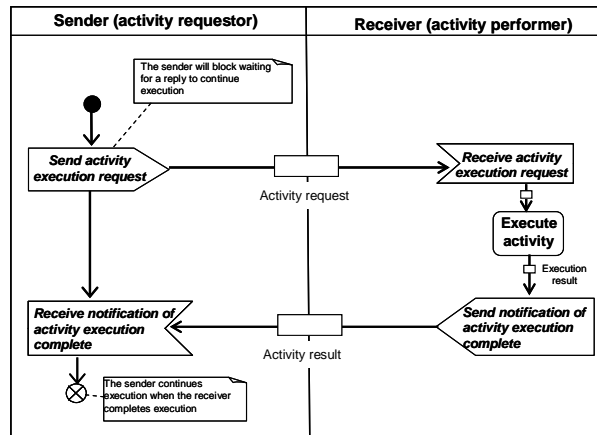 Sender (activity requestor)
Receiver (activity performer)
The sender will block waiting
for a reply to continue
execution
Send activity
execution request
Receive activity
execution request
Activity request
Execute
activity
Execution
result
Receive notification of
activity execution
complete
Send notification of
activity execution
complete
Activity result
The sender continues
execution when the receiver
completes execution